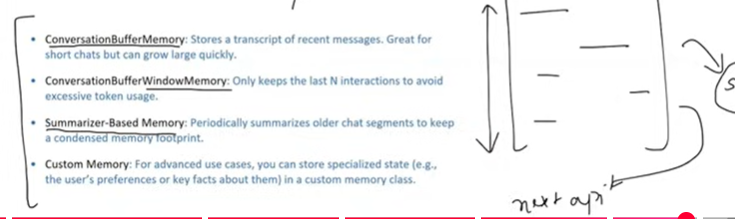 • ConversationBufferMemory: Stores a transcript of recent messages. Great for
short chats but can grow large quickly.
• ConversationBufferWindowMemory: Only keeps the last N interactions to avoid
excessive token usage.
• Summarizer-Based Memory: Periodically summarizes older chat segments to keep
a condensed memory footprint.
• Custom Memory: For advanced use cases, you can store specialized state (e.g.,
the user's preferences or key facts about them) in a custom memory class.
S
next api